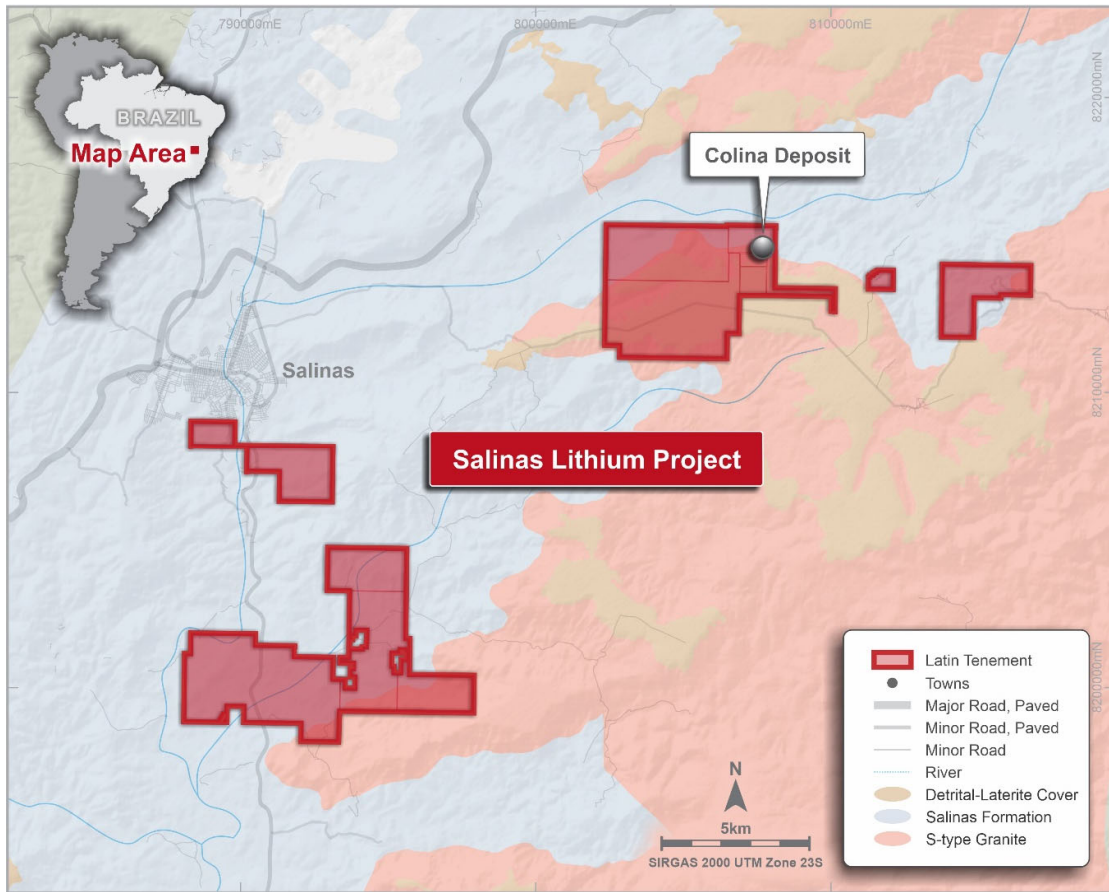 790000mE
800000mE
810000mE
8220000mN
BRAZIL
Map Area
Colina Deposit
Salinas
8210000mN
Salinas Lithium Project
8200000mN
N
5km
SIRGAS 2000 UTM Zone 23S
Latin Tenement
Towns
Major Road, Paved
Minor Road, Paved
Minor Road
River
Detrital-Laterite Cover
Salinas Formation
S-type Granite